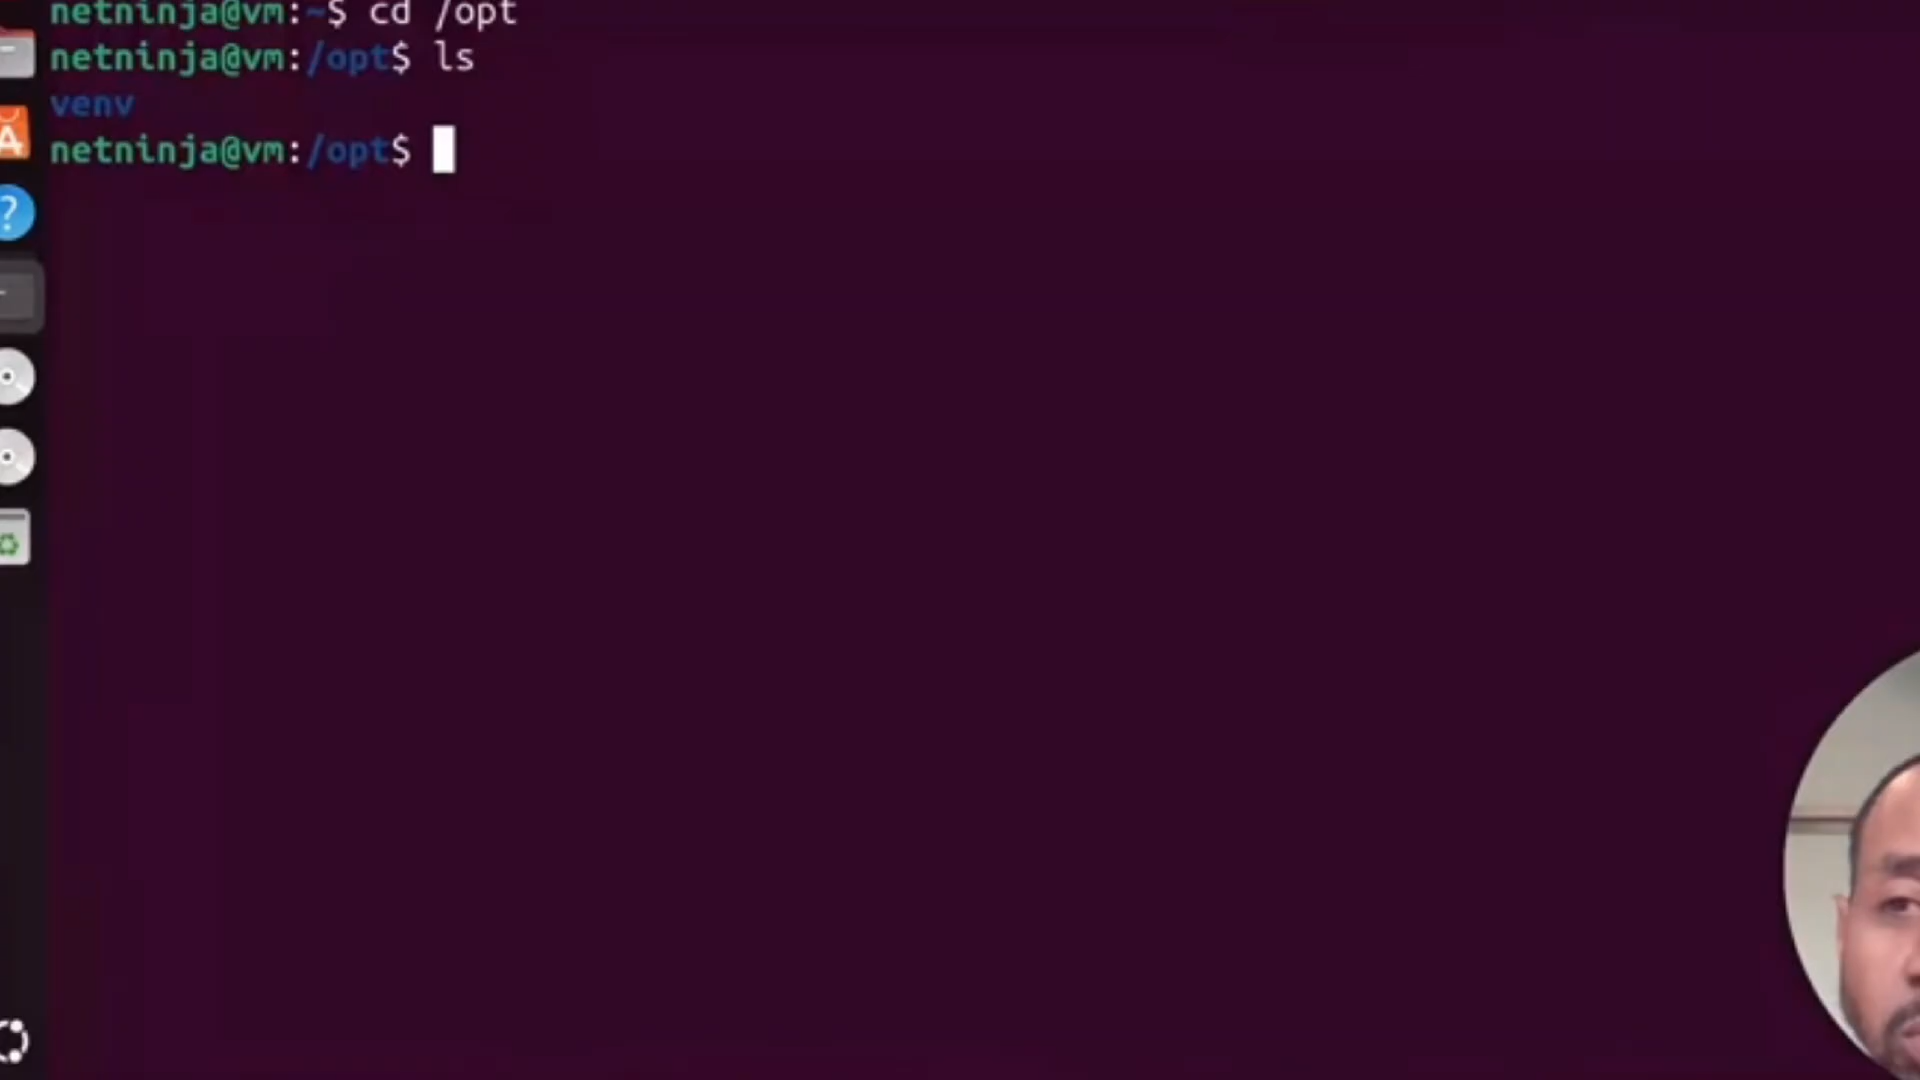 netninja@vm:~$ cd /opt
netninja@vm:/opt$ ls
venv
netninja@vm:/opt$